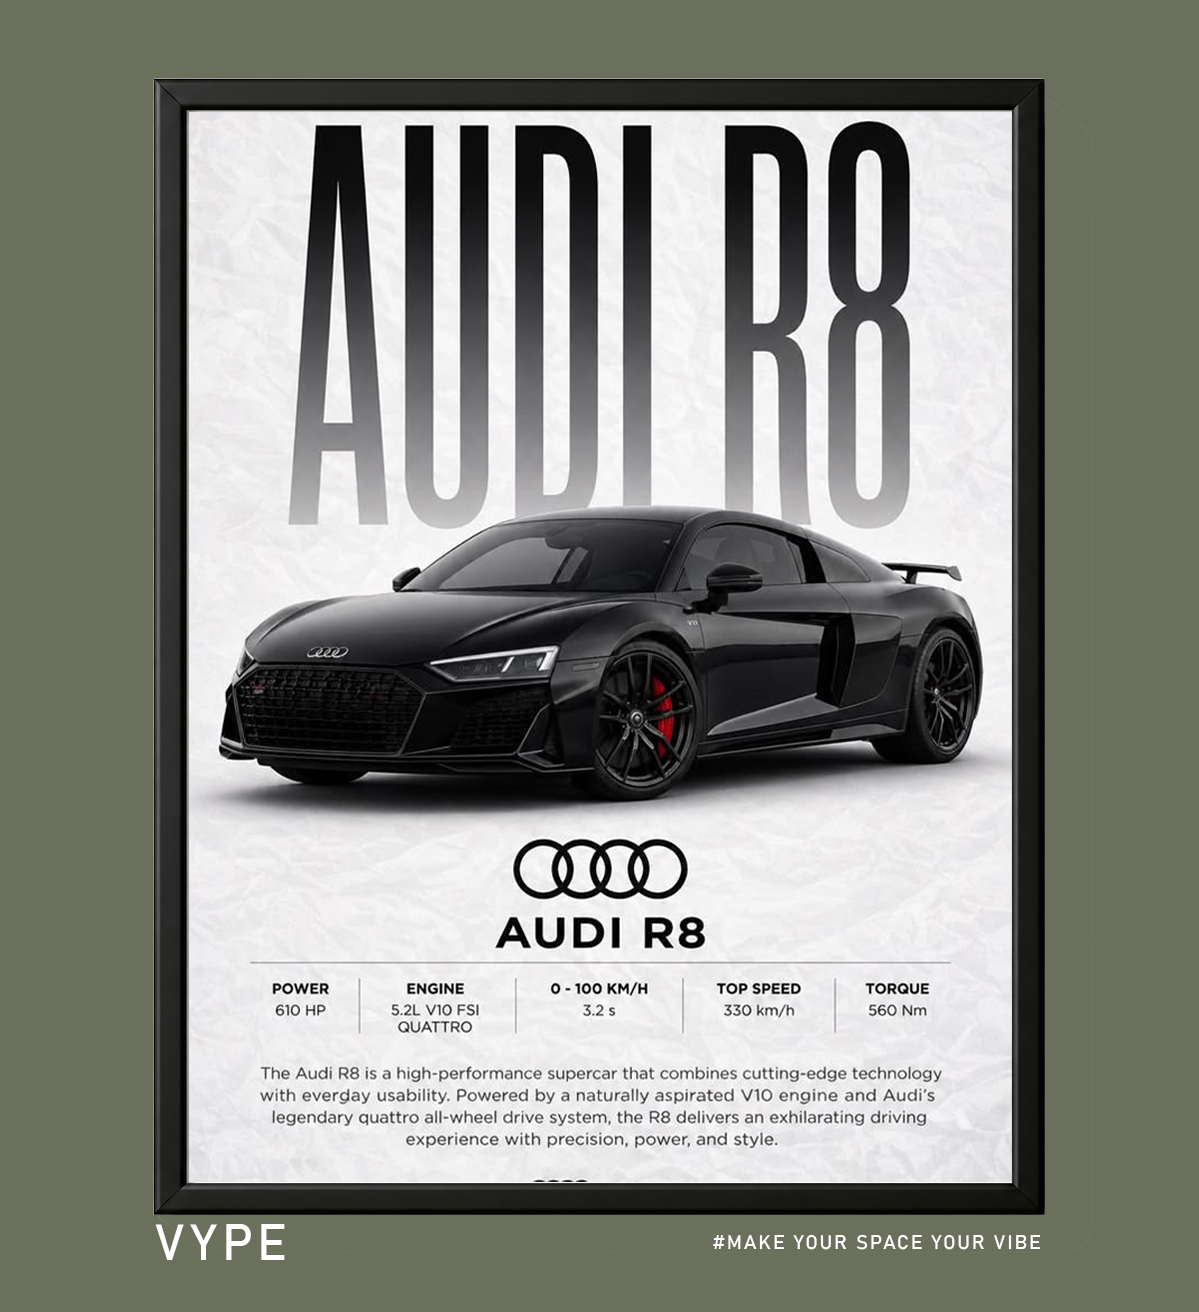 AUDI R8
V10
AUDI R8
POWER
610 HP
ENGINE
5.2L V10 FSI
QUATTRO
0 - 100 KM/H
3.2 s
TOP SPEED
330 km/h
TORQUE
560 Nm
The Audi R8 is a high-performance supercar that combines cutting-edge technology
with everyday usability. Powered by a naturally aspirated V10 engine and Audi's
legendary quattro all-wheel drive system, the R8 delivers an exhilarating driving
experience with precision, power, and style.
VYPE
#MAKE YOUR SPACE YOUR VIBE